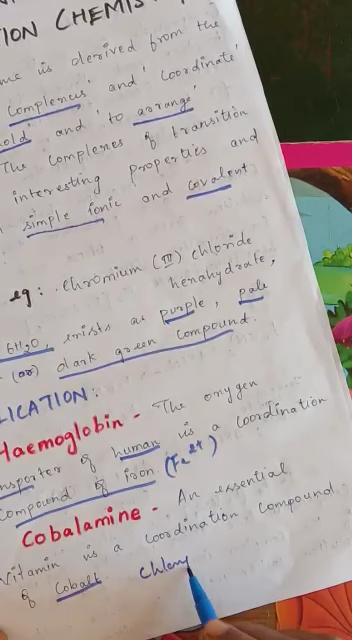 ION CHEMIS
me is derived from the
complexus' and 'coordinate'
old' and 'to arrange'
The complexes of transition
interesting properties and
simple ionic and covalent
eg: chromium (III) chloride
hexahydrate,
6H2O, exists as purple, pale
(or) dark green compound.
LICATION:
Haemoglobin - The oxygen
nsporter of human is a coordination
compound of iron (Fe2+)
Cobalamine - An essential
Vitamin is a coordination compound
of Cobalt Chlor